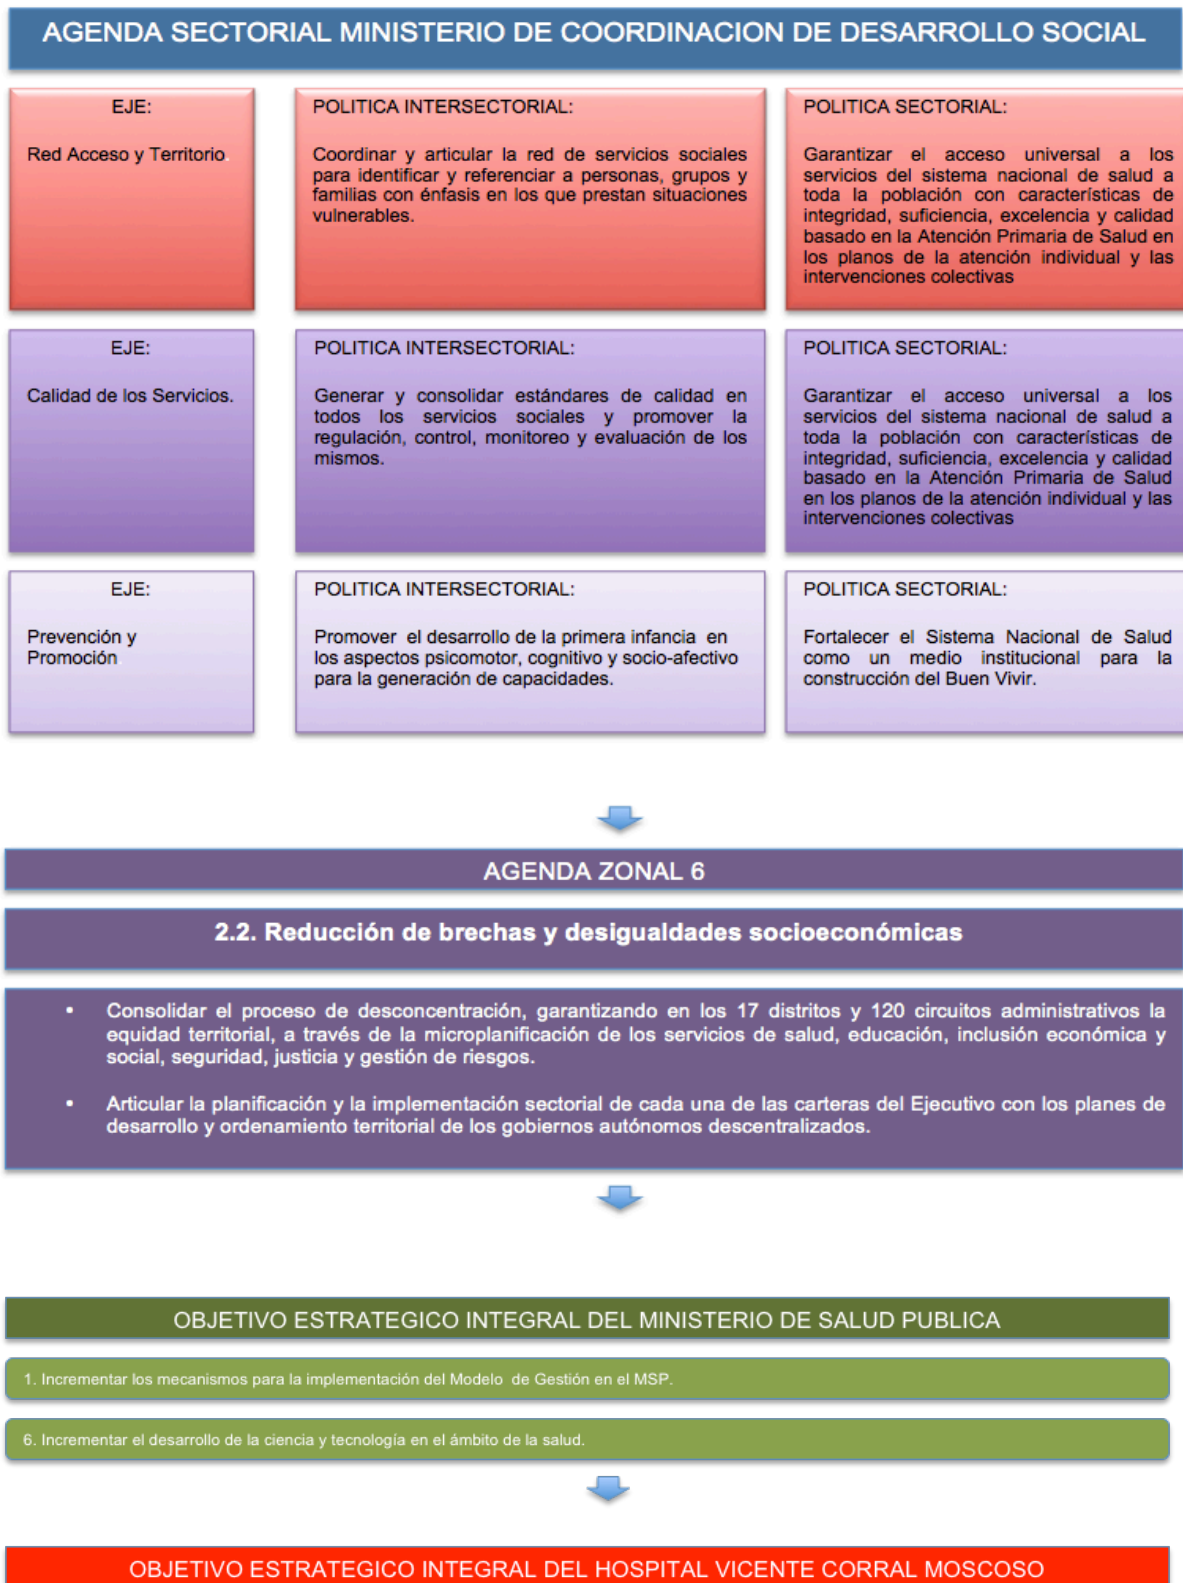 AGENDA SECTORIAL MINISTERIO DE COORDINACION DE DESARROLLO SOCIAL
EJE:
Red Acceso y Territorio.
POLITICA INTERSECTORIAL:
Coordinar y articular la red de servicios sociales
para identificar y referenciar a personas, grupos y
familias con énfasis en los que prestan situaciones
vulnerables.
POLITICA SECTORIAL:
Garantizar el acceso universal a los
servicios del sistema nacional de salud a
toda la población con características de
integridad, suficiencia, excelencia y calidad
basado en la Atención Primaria de Salud en
los planos de la atención individual y las
intervenciones colectivas
EJE:
Calidad de los Servicios.
POLITICA INTERSECTORIAL:
Generar y consolidar estándares de calidad en
todos los servicios sociales y promover la
regulación, control, monitoreo y evaluación de los
mismos.
POLITICA SECTORIAL:
Garantizar el acceso universal a los
servicios del sistema nacional de salud a
toda la población con características de
integridad, suficiencia, excelencia y calidad
basado en la Atención Primaria de Salud
en los planos de la atención individual y las
intervenciones colectivas
EJE:
Prevención y
Promoción.
POLITICA INTERSECTORIAL:
Promover el desarrollo de la primera infancia en
los aspectos psicomotor, cognitivo y socio-afectivo
para la generación de capacidades.
POLITICA SECTORIAL:
Fortalecer el Sistema Nacional de Salud
como un medio institucional para la
construcción del Buen Vivir.
AGENDA ZONAL 6
2.2. Reducción de brechas y desigualdades socioeconómicas
• Consolidar el proceso de desconcentración, garantizando en los 17 distritos y 120 circuitos administrativos la
equidad territorial, a través de la microplanificación de los servicios de salud, educación, inclusión económica y
social, seguridad, justicia y gestión de riesgos.
• Articular la planificación y la implementación sectorial de cada una de las carteras del Ejecutivo con los planes de
desarrollo y ordenamiento territorial de los gobiernos autónomos descentralizados.
OBJETIVO ESTRATEGICO INTEGRAL DEL MINISTERIO DE SALUD PUBLICA
1. Incrementar los mecanismos para la implementación del Modelo de Gestión en el MSP.
6. Incrementar el desarrollo de la ciencia y tecnología en el ámbito de la salud.
OBJETIVO ESTRATEGICO INTEGRAL DEL HOSPITAL VICENTE CORRAL MOSCOSO